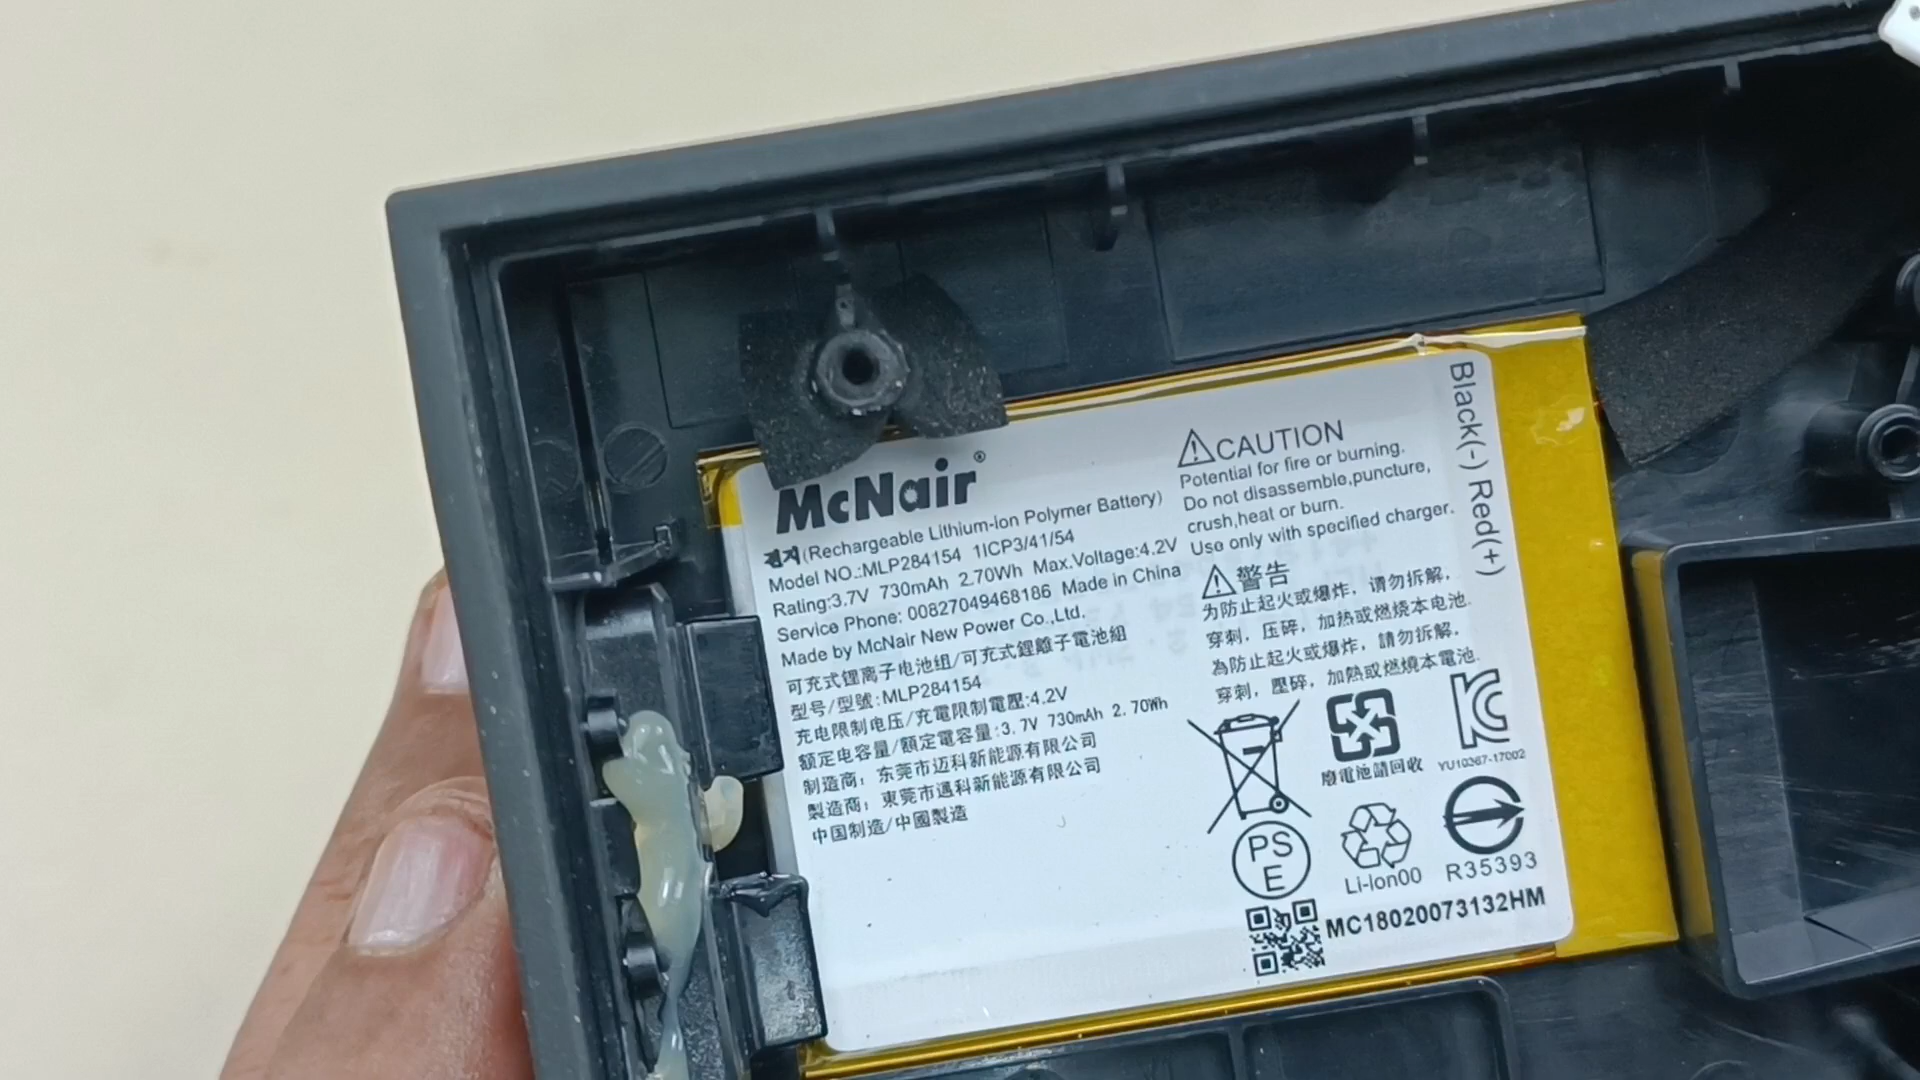 McNair®
전지(Rechargeable Lithium-ion Polymer Battery)
Model NO.:MLP284154 1ICP3/41/54
Rating:3.7V 730mAh 2.70Wh Max.Voltage:4.2V
Service Phone: 00827049468186 Made in China
Made by McNair New Power Co.,Ltd.
可充式锂离子电池组/可充式鋰離子電池組
型号/型號:MLP284154
充电限制电压/充電限制電壓:4.2V
额定电容量/額定電容量:3.7V 730mAh 2.70Wh
制造商：东莞市迈科新能源有限公司
製造商：東莞市邁科新能源有限公司
中国制造/中國製造
CAUTION
Potential for fire or burning.
Do not disassemble,puncture,
crush,heat or burn.
Use only with specified charger.
警告
为防止起火或爆炸，请勿拆解，
穿刺，压碎，加热或燃烧本电池.
為防止起火或爆炸，請勿拆解，
穿刺，壓碎，加熱或燃燒本電池.
Black(-) Red(+)
廢電池請回收
YU10367-17002
PS
E
Li-Ion00
R35393
MC18020073132HM